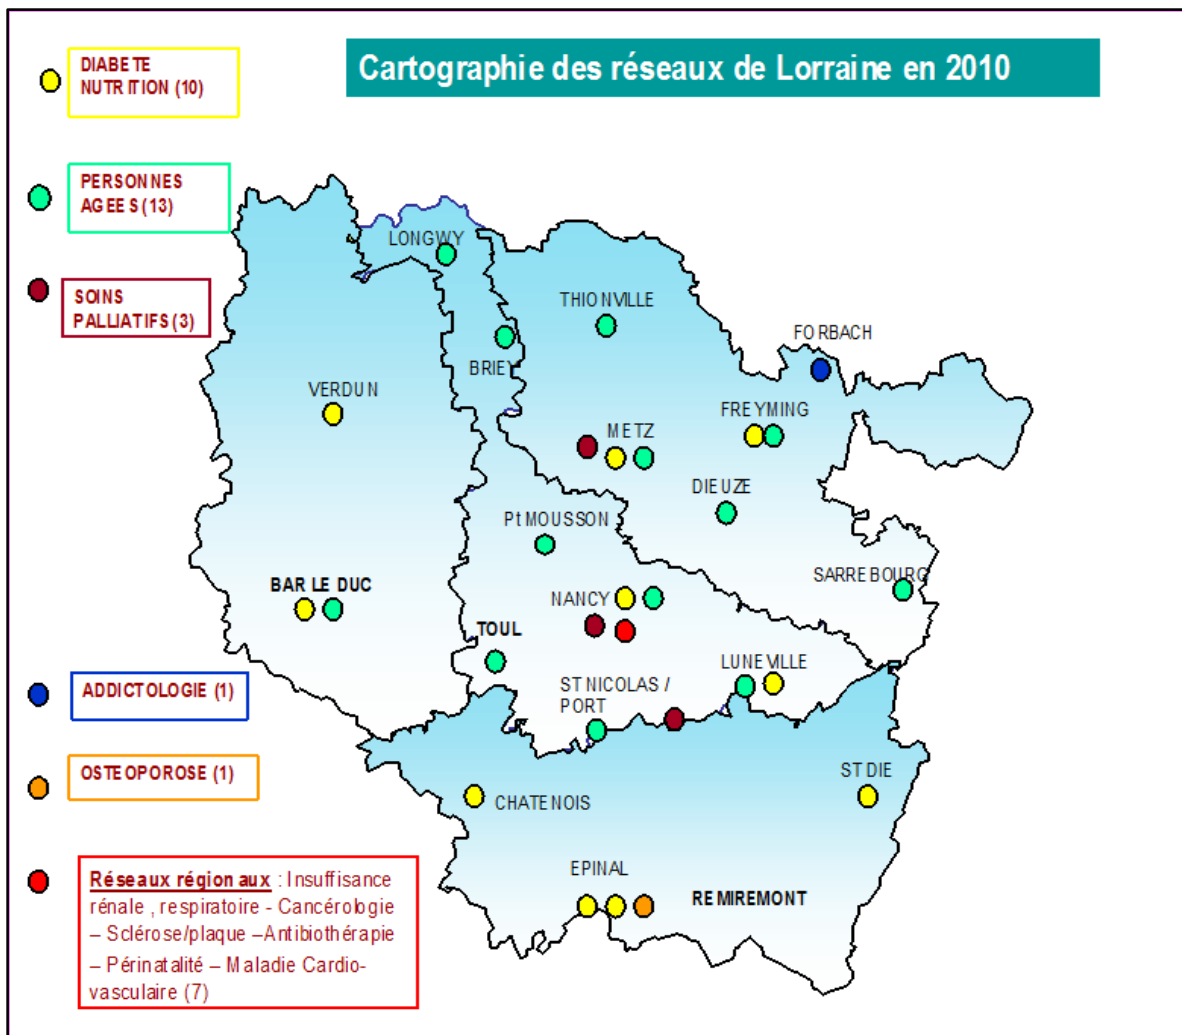 Cartographie des réseaux de Lorraine en 2010
DIABETE
NUTRITION (10)
PERSONNES
AGEES (13)
SOINS
PALLIATIFS (3)
LONGWY
THIONVILLE
FORBACH
BRIEY
VERDUN
FREYMING
METZ
DIEUZE
Pt MOUSSON
SARREBOURG
BAR LE DUC
NANCY
TOUL
LUNEVILLE
ST NICOLAS /
PORT
ADDICTOLOGIE (1)
OSTEOPOROSE (1)
ST DIE
CHATENOIS
EPINAL
REMIREMONT
Réseaux régionaux : Insuffisance
rénale , respiratoire - Cancérologie
– Sclérose/plaque –Antibiothérapie
– Périnatalité – Maladie Cardio-
vasculaire (7)